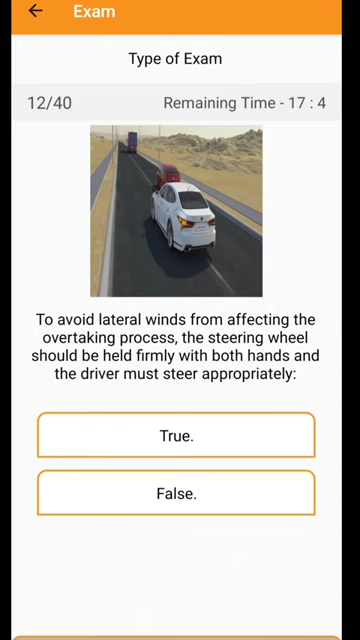 Exam
Type of Exam
12/40
Remaining Time - 17 : 4
To avoid lateral winds from affecting the
overtaking process, the steering wheel
should be held firmly with both hands and
the driver must steer appropriately:
True.
False.